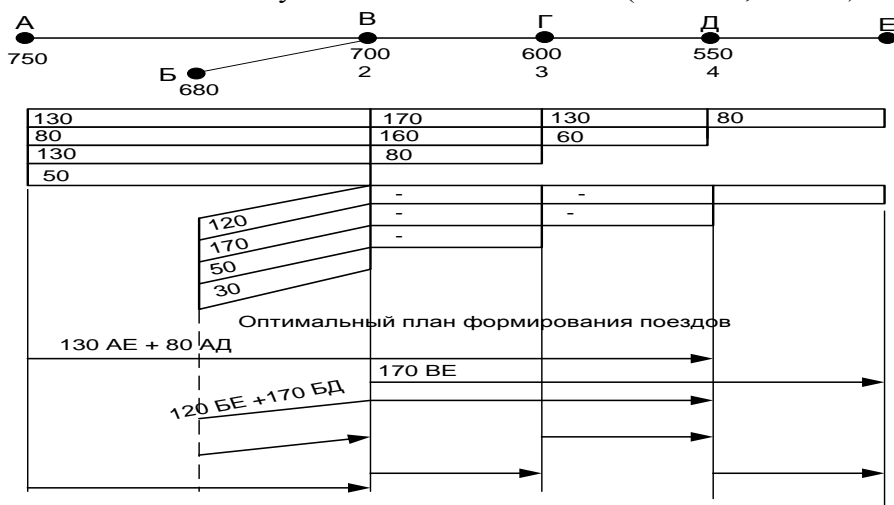 А В Г Д Е
750 700 600 550
2 3 4
Б
680
130 170 130 80
80 160 60
130 80
50
- -
120 - -
170 -
50
30
Оптимальный план формирования поездов
130 АЕ + 80 АД
170 ВЕ
120 БЕ +170 БД